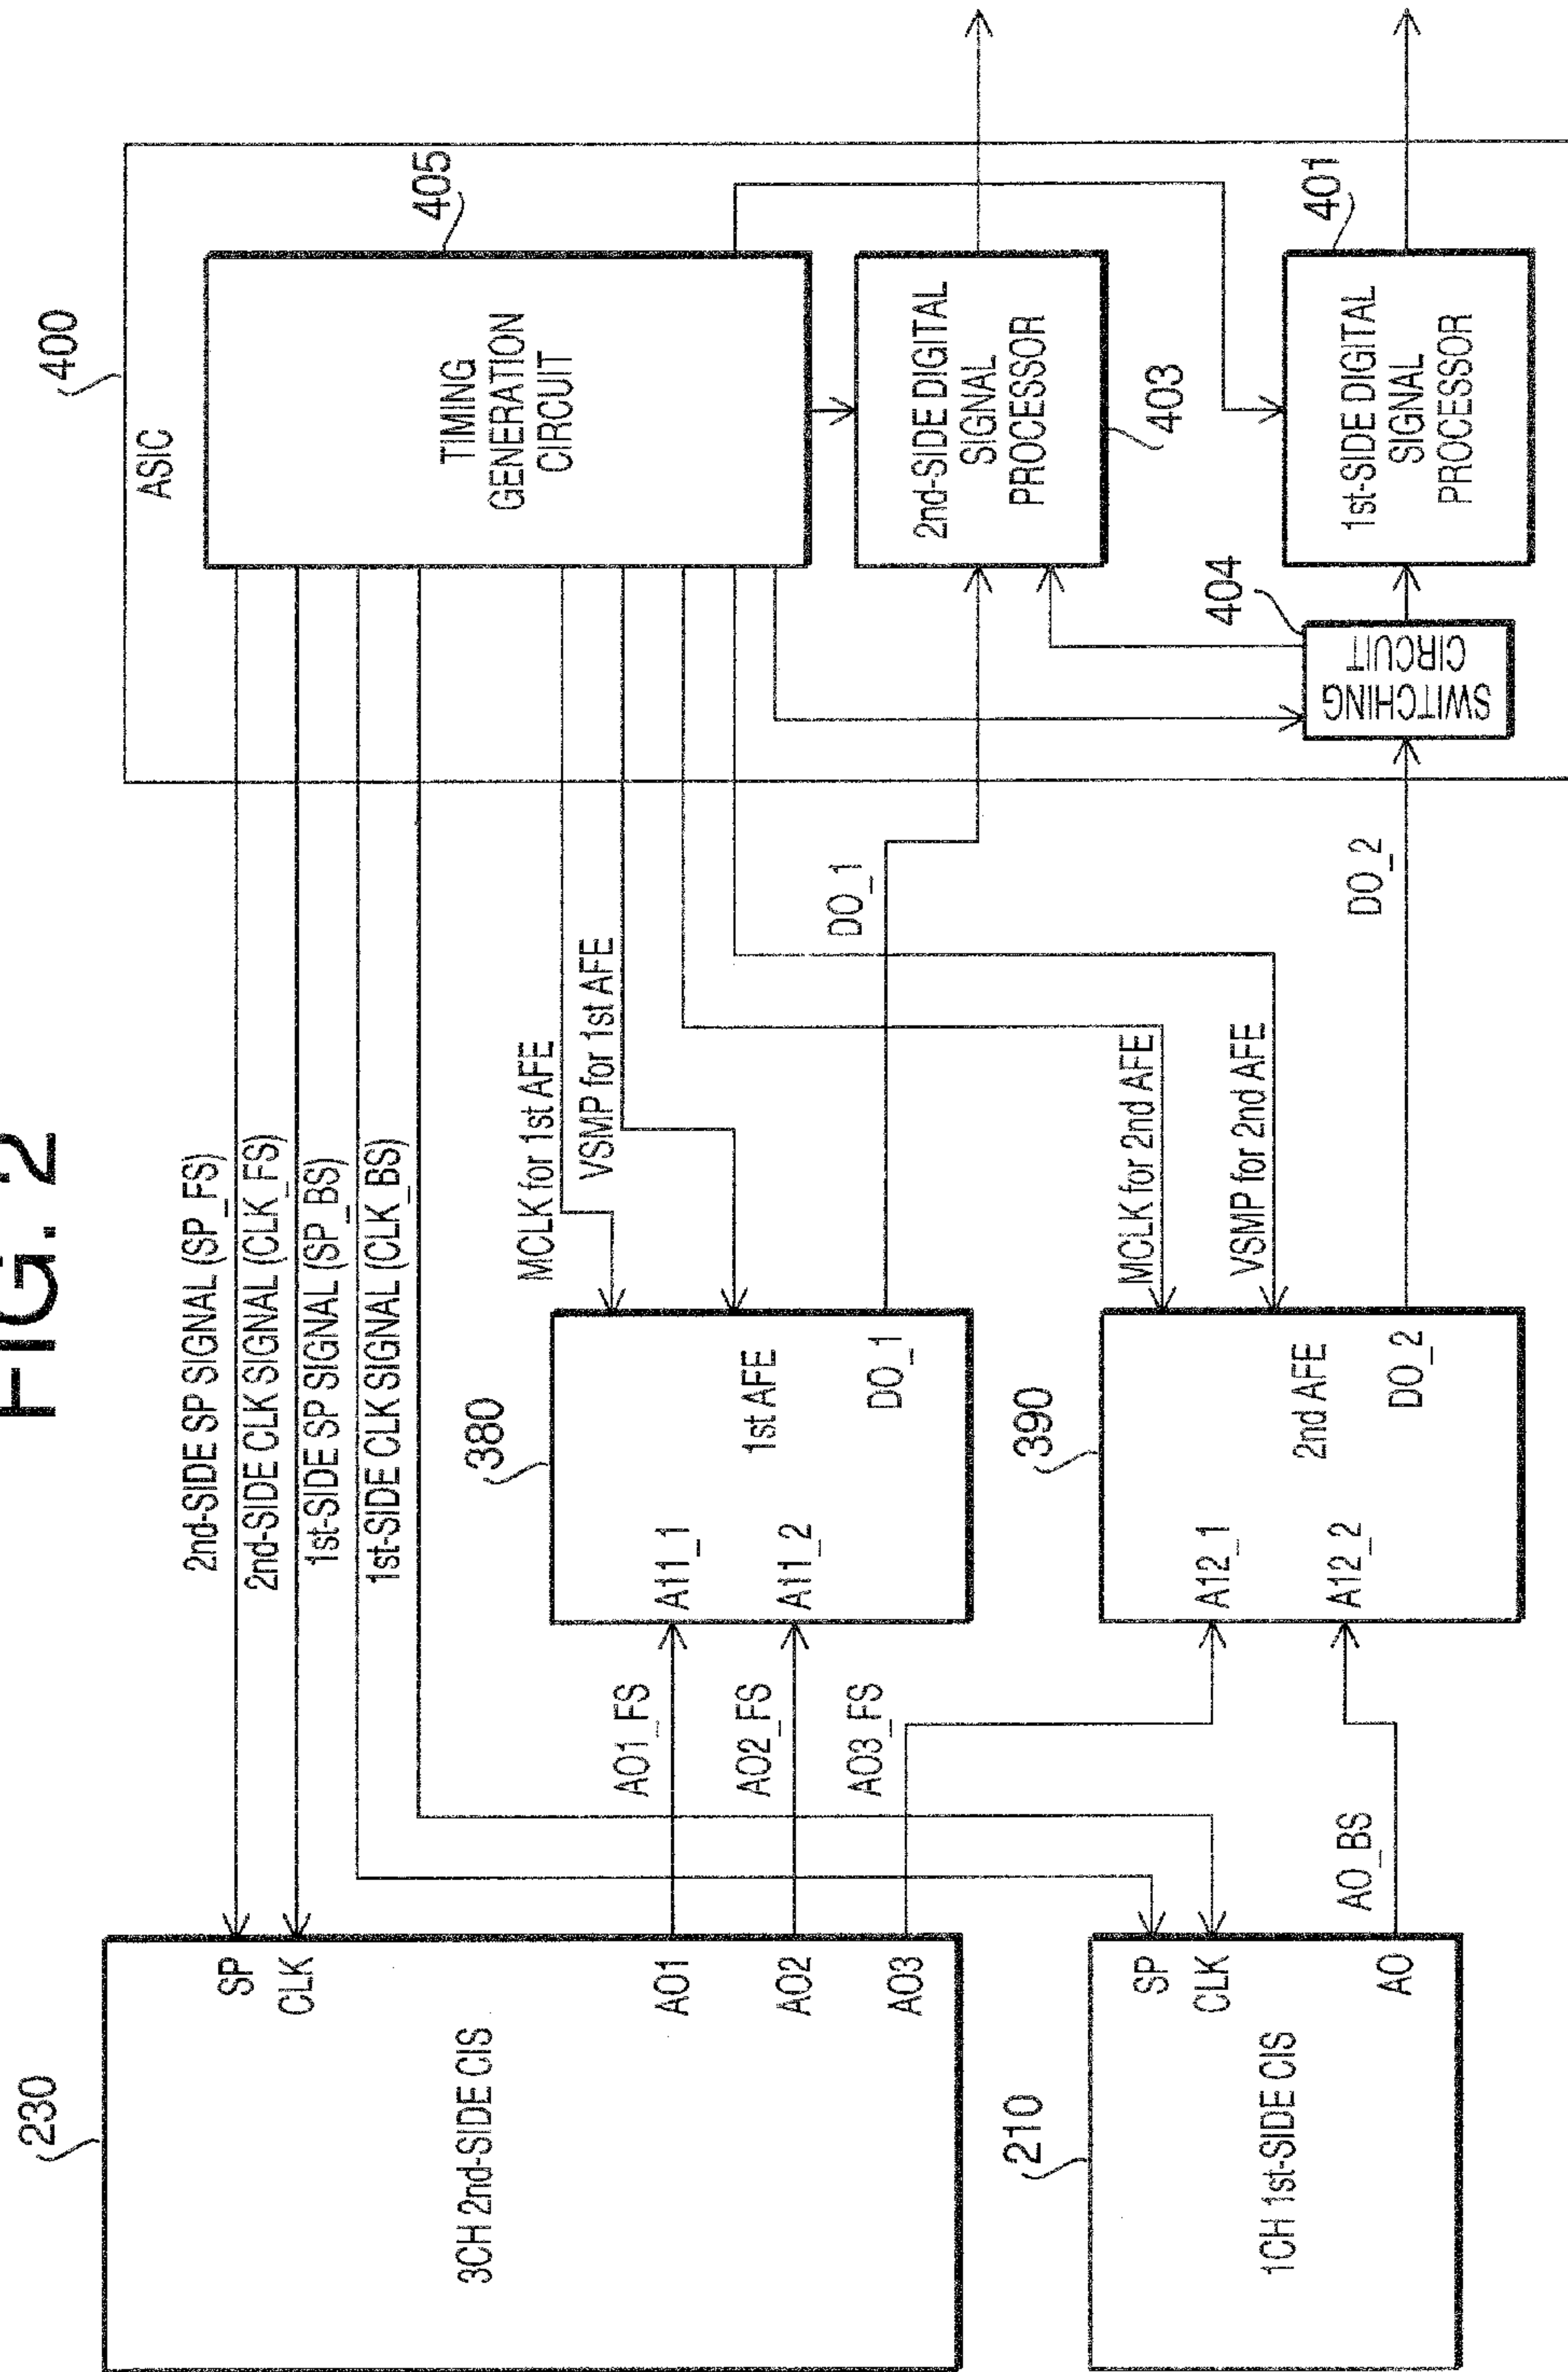 FIG. 2
230
3CH 2nd-SIDE CIS
SP
CLK
AO1
AO2
AO3
210
1CH 1st-SIDE CIS
SP
CLK
AO
2nd-SIDE SP SIGNAL (SP_FS)
2nd-SIDE CLK SIGNAL (CLK_FS)
1st-SIDE SP SIGNAL (SP_BS)
1st-SIDE CLK SIGNAL (CLK_BS)
AO1_FS
AO2_FS
AO3_FS
AO_BS
380
A11_1
A11_2
1st AFE
DO_1
390
A12_1
A12_2
2nd AFE
DO_2
MCLK for 1st AFE
VSMP for 1st AFE
DO_1
MCLK for 2nd AFE
VSMP for 2nd AFE
DO_2
400
ASIC
405
TIMING
GENERATION
CIRCUIT
2nd-SIDE DIGITAL
SIGNAL
PROCESSOR
403
404
SWITCHING
CIRCUIT
401
1st-SIDE DIGITAL
SIGNAL
PROCESSOR